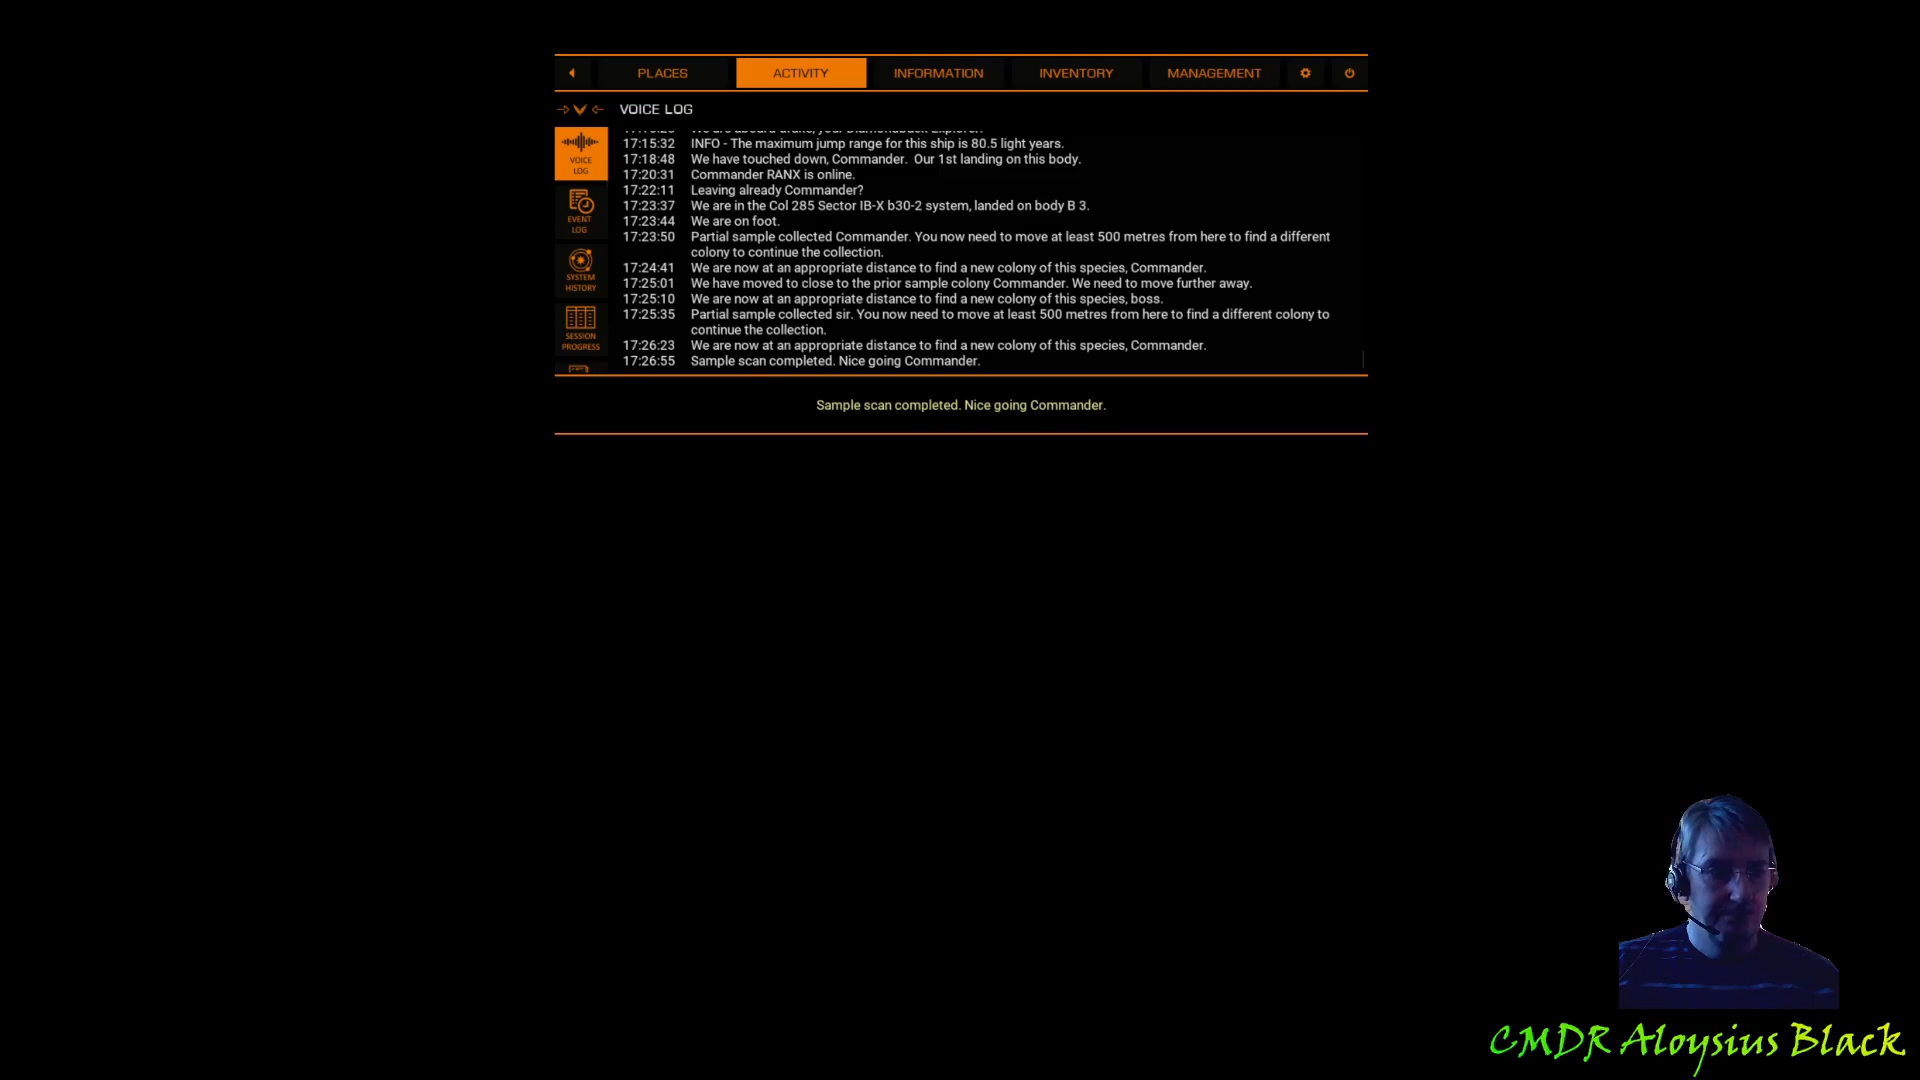 PLACES ACTIVITY INFORMATION INVENTORY MANAGEMENT
VOICE LOG
VOICE
LOG
EVENT
LOG
SYSTEM
HISTORY
SESSION
PROGRESS
17:15:32 INFO - The maximum jump range for this ship is 80.5 light years.
17:18:48 We have touched down, Commander. Our 1st landing on this body.
17:20:31 Commander RANX is online.
17:22:11 Leaving already Commander?
17:23:37 We are in the Col 285 Sector IB-X b30-2 system, landed on body B 3.
17:23:44 We are on foot.
17:23:50 Partial sample collected Commander. You now need to move at least 500 metres from here to find a different
colony to continue the collection.
17:24:41 We are now at an appropriate distance to find a new colony of this species, Commander.
17:25:01 We have moved to close to the prior sample colony Commander. We need to move further away.
17:25:10 We are now at an appropriate distance to find a new colony of this species, boss.
17:25:35 Partial sample collected sir. You now need to move at least 500 metres from here to find a different colony to
continue the collection.
17:26:23 We are now at an appropriate distance to find a new colony of this species, Commander.
17:26:55 Sample scan completed. Nice going Commander.
Sample scan completed. Nice going Commander.
CMDR Aloysius Black